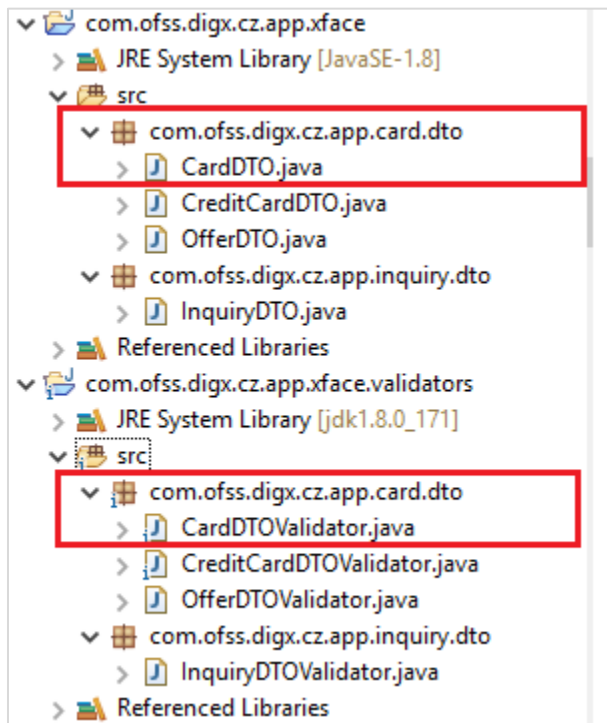 com.ofss.digx.cz.app.xface
JRE System Library [JavaSE-1.8]
src
com.ofss.digx.cz.app.card.dto
CardDTO.java
CreditCardDTO.java
OfferDTO.java
com.ofss.digx.cz.app.inquiry.dto
InquiryDTO.java
Referenced Libraries
com.ofss.digx.cz.app.xface.validators
JRE System Library [jdk1.8.0_171]
src
com.ofss.digx.cz.app.card.dto
CardDTOValidator.java
CreditCardDTOValidator.java
OfferDTOValidator.java
com.ofss.digx.cz.app.inquiry.dto
InquiryDTOValidator.java
Referenced Libraries